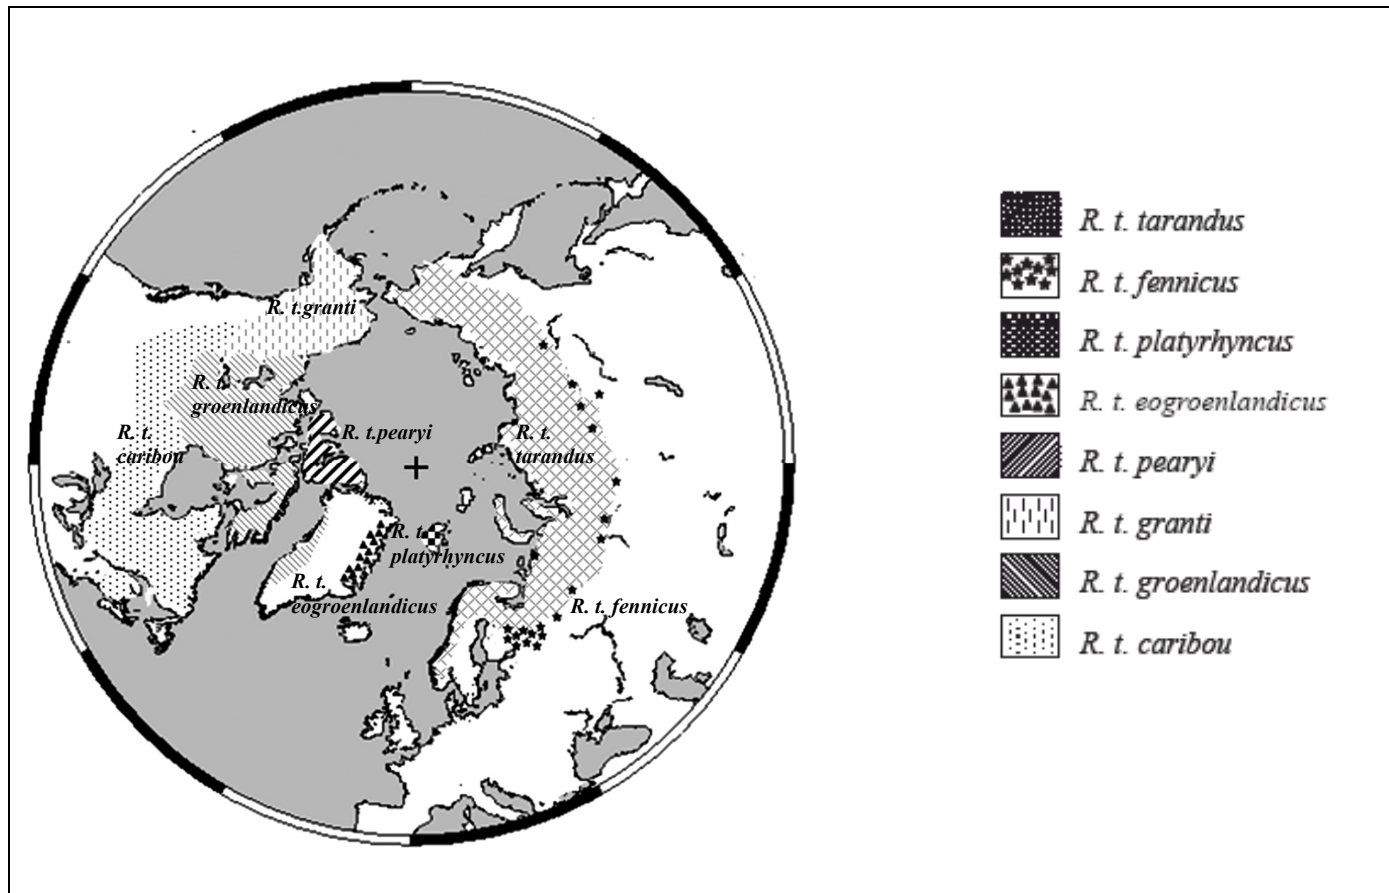 R. t.granti
R. t.
groenlandicus
R. t.
caribou
R. t.pearyi
R. t.
tarandus
R. t.
platyrhyncus
R. t.
eogroenlandicus
R. t. fennicus
R. t. tarandus
R. t. fennicus
R. t. platyrhyncus
R. t. eogroenlandicus
R. t. pearyi
R. t. granti
R. t. groenlandicus
R. t. caribou